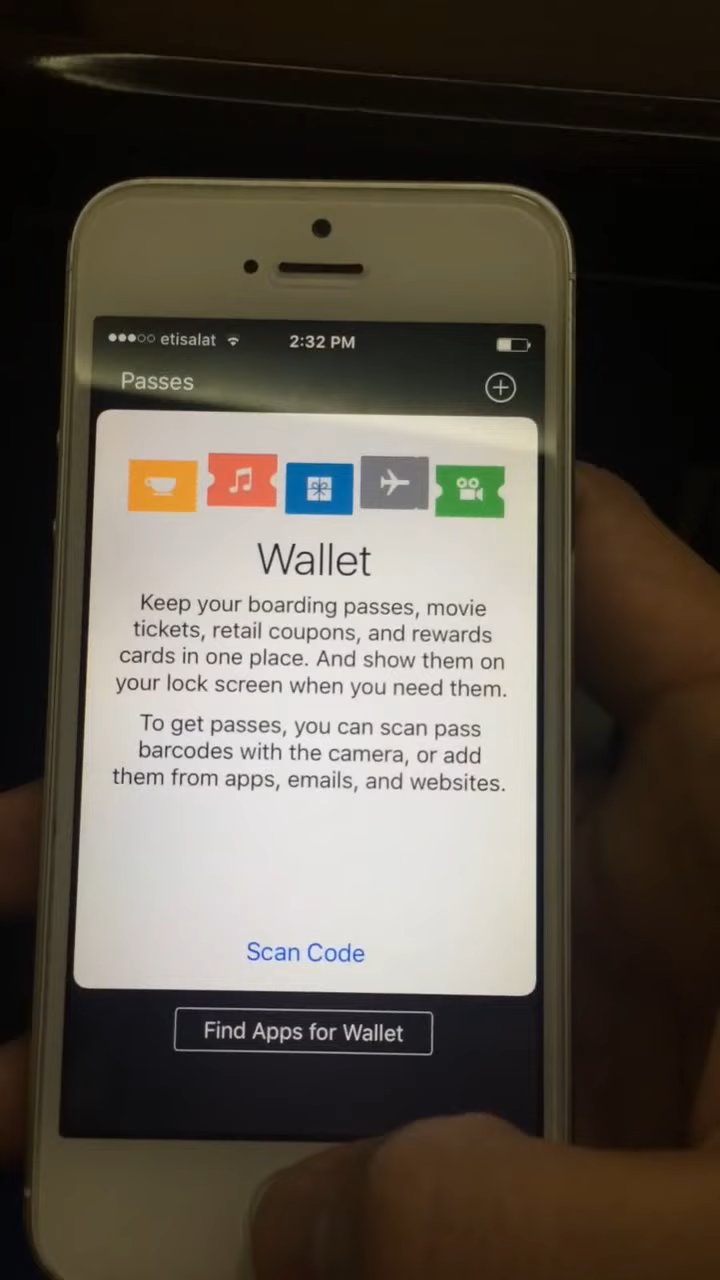 etisalat 2:32 PM
Passes
Wallet
Keep your boarding passes, movie
tickets, retail coupons, and rewards
cards in one place. And show them on
your lock screen when you need them.
To get passes, you can scan pass
barcodes with the camera, or add
them from apps, emails, and websites.
Scan Code
Find Apps for Wallet